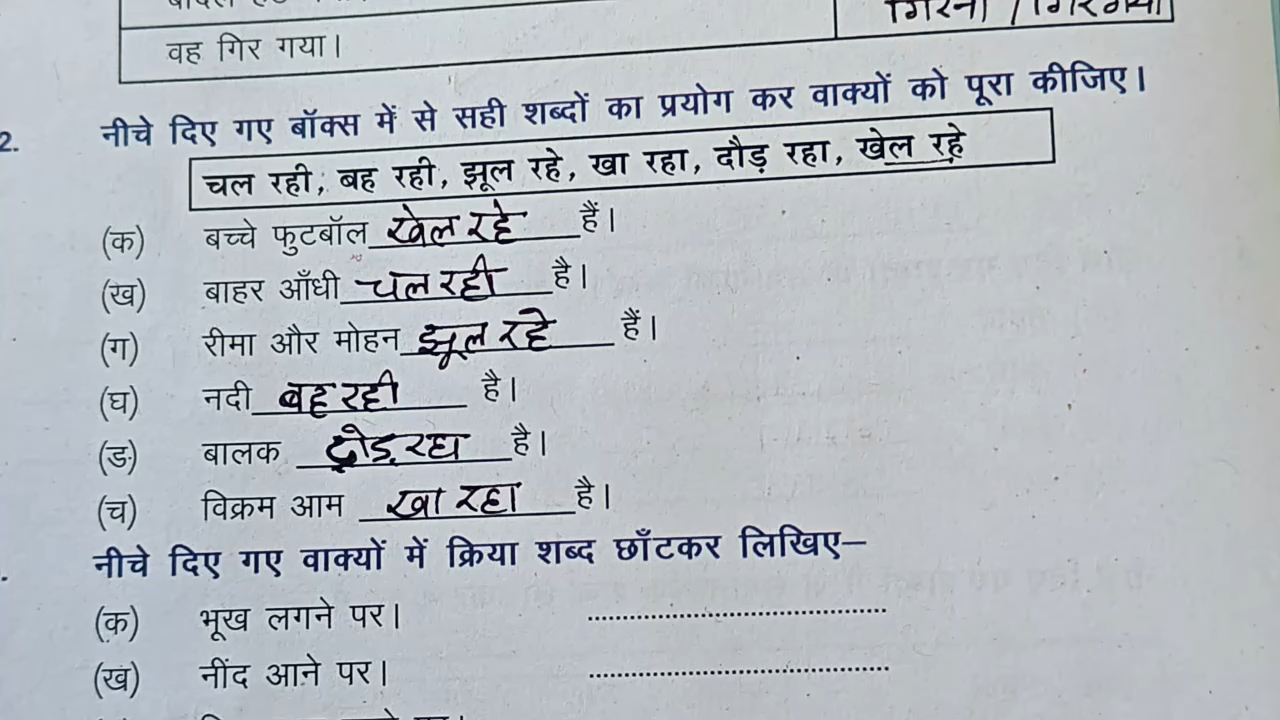 वह गिर गया।
गिरना / गिरगया
2. नीचे दिए गए बॉक्स में से सही शब्दों का प्रयोग कर वाक्यों को पूरा कीजिए।
चल रही, बह रही, झूल रहे, खा रहा, दौड़ रहा, खेल रहे
(क) बच्चे फुटबॉल खेल रहे हैं।
(ख) बाहर आँधी चल रही है।
(ग) रीमा और मोहन झूल रहे हैं।
(घ) नदी बह रही है।
(ङ) बालक दौड़ रहा है।
(च) विक्रम आम खा रहा है।
नीचे दिए गए वाक्यों में क्रिया शब्द छाँटकर लिखिए–
(क) भूख लगने पर। ........................................
(ख) नींद आने पर। ........................................